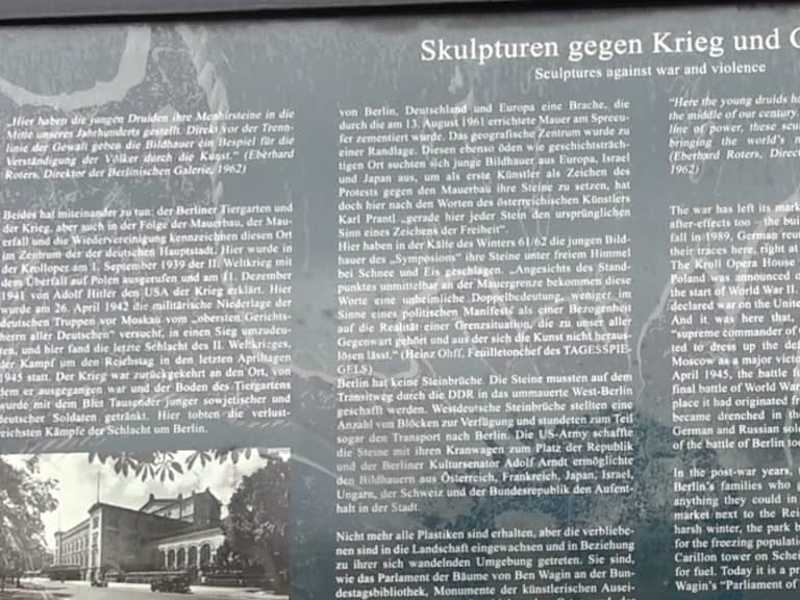 Skulpturen gegen Krieg und G
Sculptures against war and violence
„Hier haben die jungen Druiden ihre Menhirsteine in die
Mitte unseres Jahrhunderts gestellt. Direkt vor der Trenn-
linie der Gewalt geben die Bildhauer ein Beispiel für die
Verständigung der Völker durch die Kunst." (Eberhard
Roters, Direktor der Berlinischen Galerie, 1962)
Beides hat miteinander zu tun: der Berliner Tiergarten und
der Krieg, aber auch in der Folge der Mauerbau, der Mau-
erfall und die Wiedervereinigung kennzeichnen diesen Ort
im Zentrum der der deutschen Hauptstadt. Hier wurde in
der Krolloper am 1. September 1939 der II. Weltkrieg mit
dem Überfall auf Polen ausgerufen und am 11. Dezember
1941 von Adolf Hitler den USA der Krieg erklärt. Hier
wurde am 26. April 1942 die militärische Niederlage der
deutschen Truppen vor Moskau vom „obersten Gerichts-
herrn aller Deutschen" versucht, in einen Sieg umzudeu-
ten, und hier fand die letzte Schlacht des II. Weltkrieges,
der Kampf um den Reichstag in den letzten Apriltagen
1945 statt. Der Krieg war zurückgekehrt an den Ort, von
dem er ausgegangen war und der Boden des Tiergartens
wurde mit dem Blut Tausender junger sowjetischer und
deutscher Soldaten getränkt. Hier tobten die verlust-
reichsten Kämpfe der Schlacht um Berlin.
von Berlin, Deutschland und Europa eine Brache, die
durch die am 13. August 1961 errichtete Mauer am Spreeu-
fer zementiert wurde. Das geografische Zentrum wurde zu
einer Randlage. Diesen ebenso öden wie geschichtsträch-
tigen Ort suchten sich junge Bildhauer aus Europa, Israel
und Japan aus, um als erste Künstler als Zeichen des
Protests gegen den Mauerbau ihre Steine zu setzen, hat
doch hier nach den Worten des österreichischen Künstlers
Karl Prantl „gerade hier jeder Stein den ursprünglichen
Sinn eines Zeichens der Freiheit".
Hier haben in der Kälte des Winters 61/62 die jungen Bild-
hauer des „Symposions" ihre Steine unter freiem Himmel
bei Schnee und Eis geschlagen. „Angesichts des Stand-
punktes unmittelbar an der Mauergrenze bekommen diese
Worte eine unheimliche Doppelbedeutung, weniger im
Sinne eines politischen Manifests als einer Bezogenheit
auf die Realität einer Grenzsituation, die zu unser aller
Gegenwart gehört und aus der sich die Kunst nicht heraus-
lösen lässt." (Heinz Ohff, Feuilletonchef des TAGESSPIE-
GELS)
Berlin hat keine Steinbrüche. Die Steine mussten auf dem
Transitweg durch die DDR in das ummauerte West-Berlin
geschafft werden. Westdeutsche Steinbrüche stellten eine
Anzahl von Blöcken zur Verfügung und stundeten zum Teil
sogar den Transport nach Berlin. Die US-Army schaffte
die Steine mit ihren Kranwagen zum Platz der Republik
und der Berliner Kultursenator Adolf Arndt ermöglichte
den Bildhauern aus Österreich, Frankreich, Japan, Israel,
Ungarn, der Schweiz und der Bundesrepublik den Aufent-
halt in der Stadt.
Nicht mehr alle Plastiken sind erhalten, aber die verbliebe-
nen sind in die Landschaft eingewachsen und in Beziehung
zu ihrer sich wandelnden Umgebung getreten. Sie sind,
wie das Parlament der Bäume von Ben Wagin an der Bun-
destagsbibliothek, Monumente der künstlerischen Ausei-
"Here the young druids h
the middle of our century.
line of power, these scu
bringing the world's n
(Eberhard Roters, Direct
1962)
The war has left its mark
after-effects too – the bui
fall in 1989, German reu
their traces here, right at
The Kroll Opera House
Poland was announced o
the start of World War II.
declared war on the Unite
And it was here that,
"supreme commander of
ted to dress up the def
Moscow as a major victo
April 1945, the battle fo
final battle of World War
place it had originated fr
became drenched in the
German and Russian sol
of the battle of Berlin too
In the post-war years,
Berlin's families who
anything they could in
market next to the Rei
harsh winter, the park b
for the freezing populatio
Carillon tower on Schei
for fuel. Today it is a pr
Wagin's "Parliament of